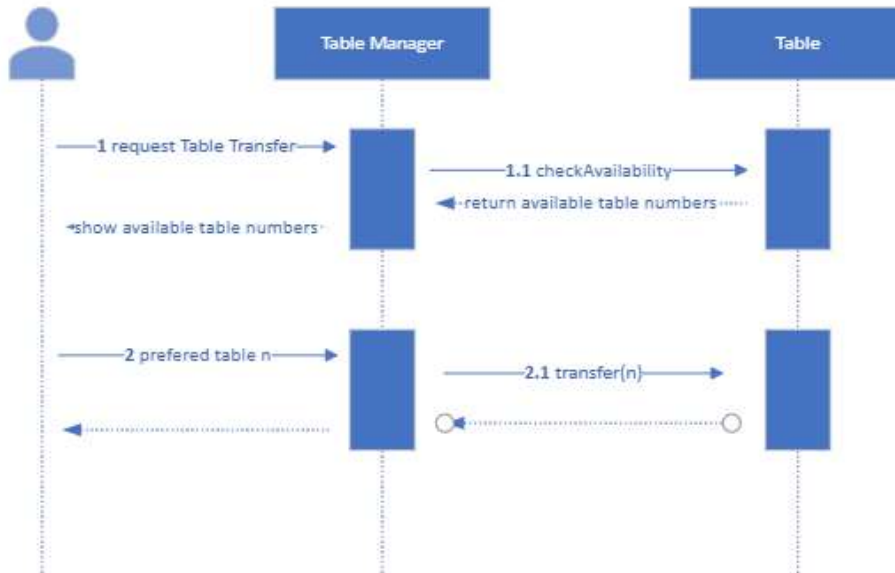 Table Manager
Table
1 request Table Transfer
1.1 checkAvailability
return available table numbers
show available table numbers
2 prefered table n
2.1 transfer(n)